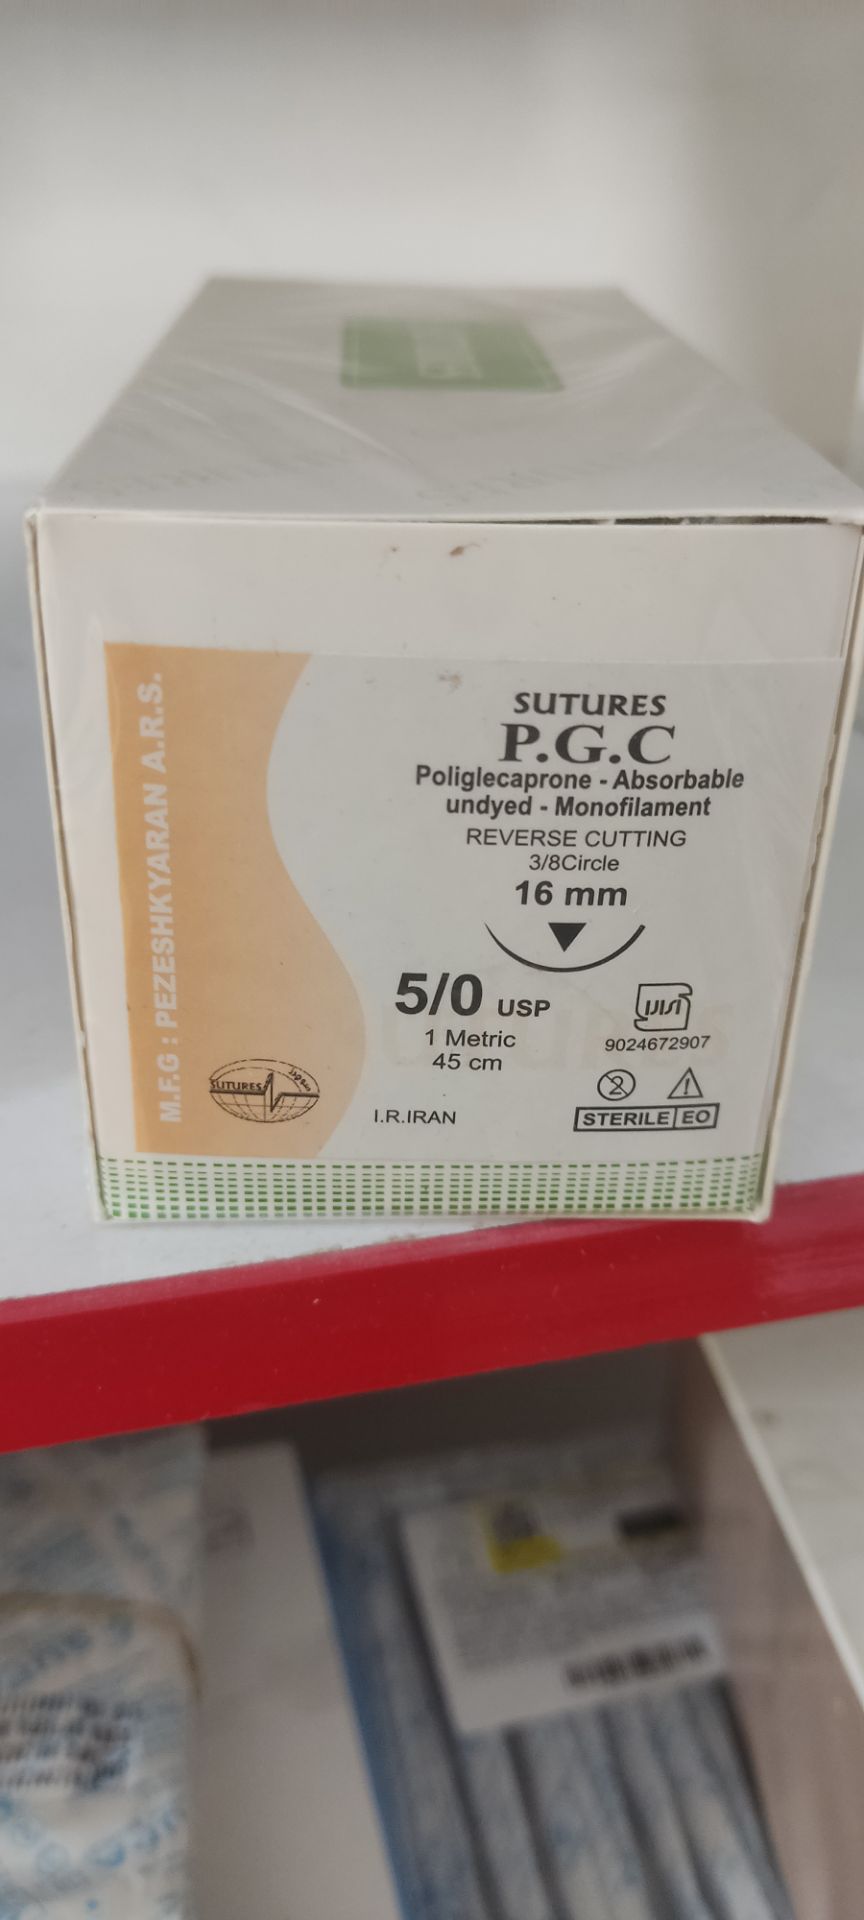 M.F.G : PEZESHKYARAN A.R.S.
SUTURES
P.G.C
Poliglecaprone - Absorbable
undyed - Monofilament
REVERSE CUTTING
3/8Circle
16 mm
5/0 USP
1 Metric
45 cm
9024672907
2
SUTURES
I.R.IRAN
STERILE EO